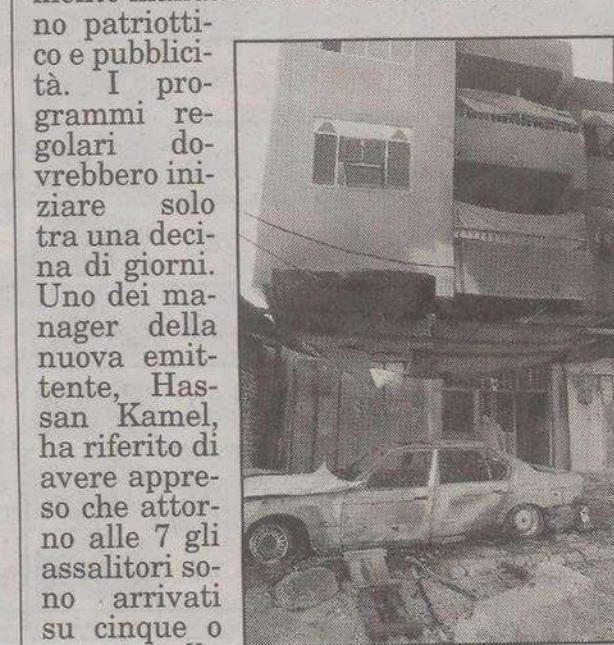 no patriotti-
co e pubblici-
tà. I pro-
grammi re-
golari do-
vrebbero ini-
ziare solo
tra una deci-
na di giorni.
Uno dei ma-
nager della
nuova emit-
tente, Has-
san Kamel,
ha riferito di
avere appre-
so che attor-
no alle 7 gli
assalitori so-
no arrivati
su cinque o